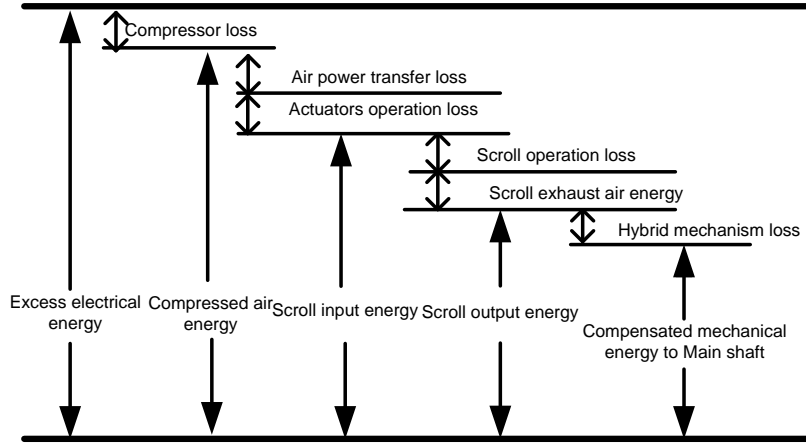 Compressor loss
Air power transfer loss
Actuators operation loss
Scroll operation loss
Scroll exhaust air energy
Hybrid mechanism loss
Excess electrical
energy
Compressed air
energy
Scroll input energy
Scroll output energy
Compensated mechanical
energy to Main shaft